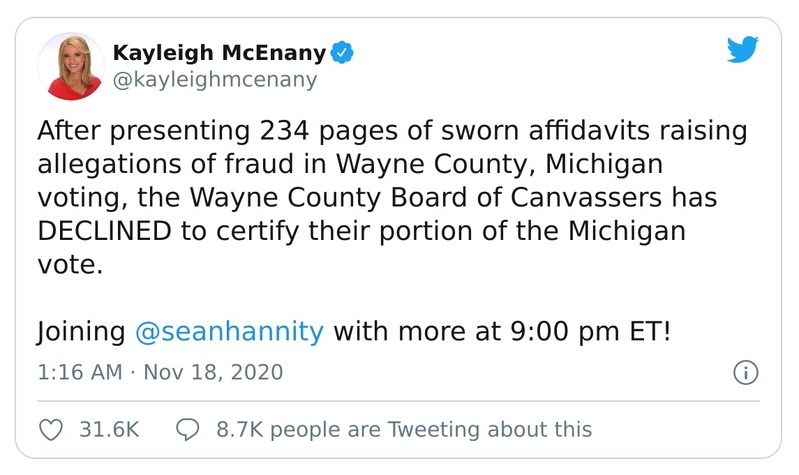 Kayleigh McEnany
@kayleighmcenany
After presenting 234 pages of sworn affidavits raising
allegations of fraud in Wayne County, Michigan
voting, the Wayne County Board of Canvassers has
DECLINED to certify their portion of the Michigan
vote.
Joining @seanhannity with more at 9:00 pm ET!
1:16 AM · Nov 18, 2020
31.6K 8.7K people are Tweeting about this